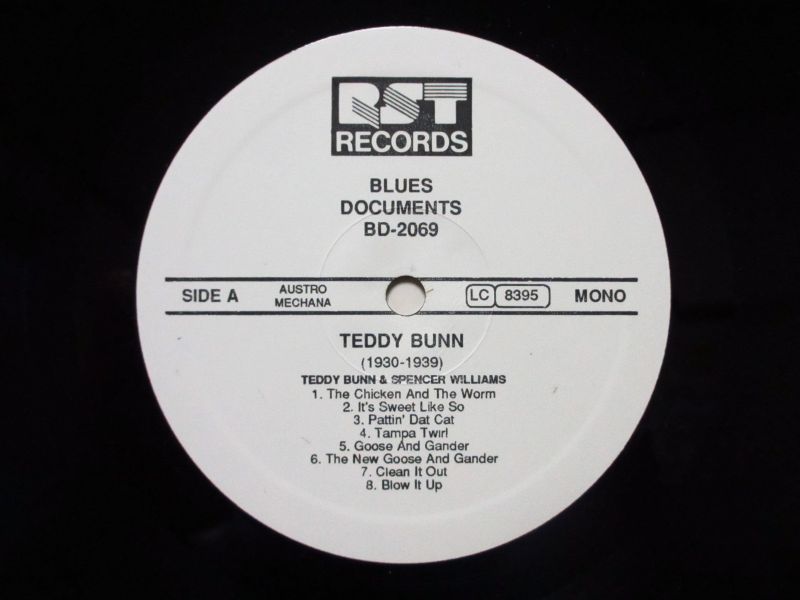 RST
RECORDS
BLUES
DOCUMENTS
BD-2069
SIDE A
AUSTRO
MECHANA
LC 8395
MONO
TEDDY BUNN
(1930-1939)
TEDDY BUNN & SPENCER WILLIAMS
1. The Chicken And The Worm
2. It's Sweet Like So
3. Pattin' Dat Cat
4. Tampa Twirl
5. Goose And Gander
6. The New Goose And Gander
7. Clean It Out
8. Blow It Up